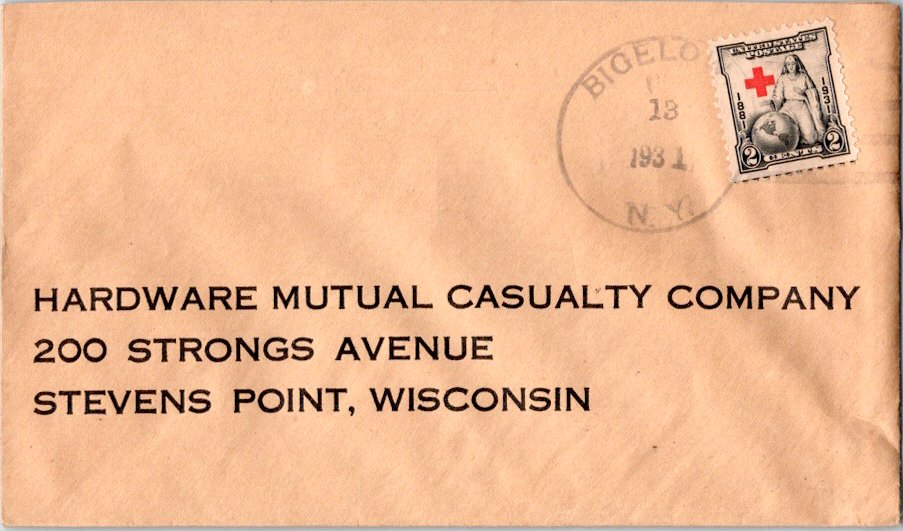 BIGELO
13
1931
N.Y.
UNITED STATES
POSTAGE
1881
1931
2 CENTS 2
HARDWARE MUTUAL CASUALTY COMPANY
200 STRONGS AVENUE
STEVENS POINT, WISCONSIN